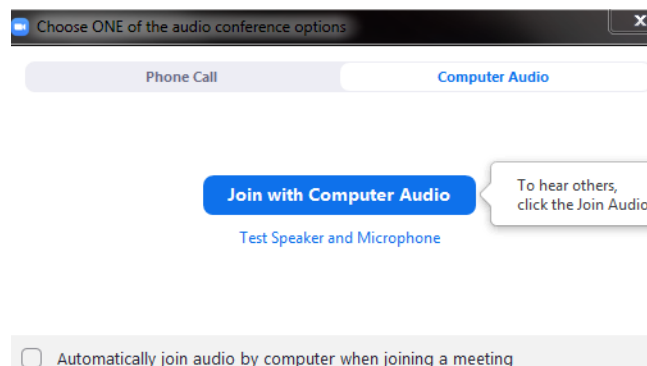 Choose ONE of the audio conference options
Phone Call
Computer Audio
Join with Computer Audio
To hear others,
click the Join Audio
Test Speaker and Microphone
Automatically join audio by computer when joining a meeting